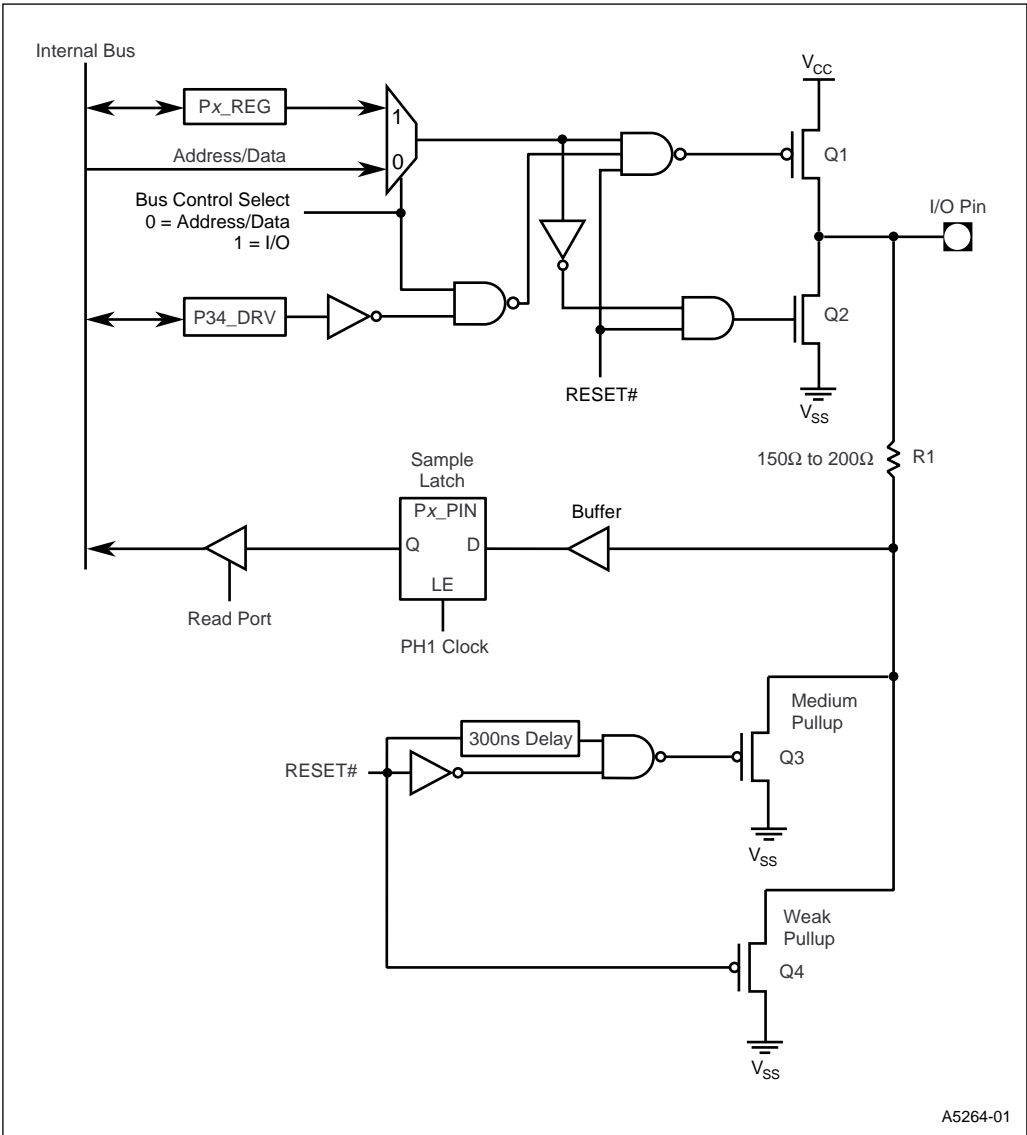 Internal Bus
Px_REG
Address/Data
1
0
Bus Control Select
0 = Address/Data
1 = I/O
P34_DRV
RESET#
VCC
Q1
I/O Pin
Q2
VSS
150Ω to 200Ω
R1
Sample
Latch
Px_PIN
Q
D
LE
Buffer
Read Port
PH1 Clock
Medium
Pullup
300ns Delay
RESET#
Q3
VSS
Weak
Pullup
Q4
VSS
A5264-01